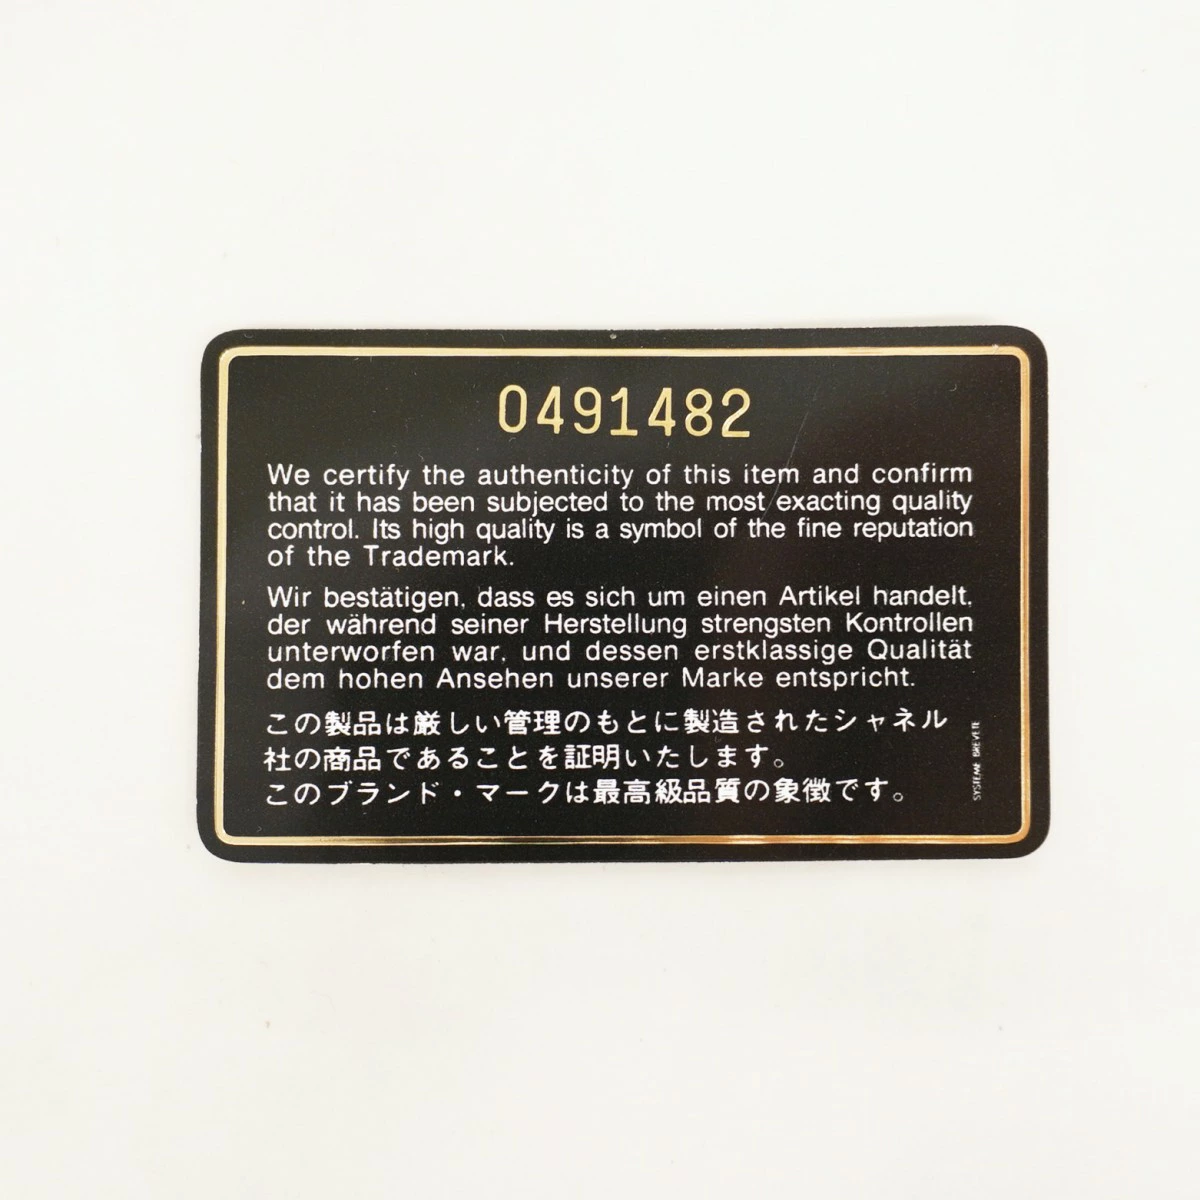 0491482
We certify the authenticity of this item and confirm
that it has been subjected to the most exacting quality
control. Its high quality is a symbol of the fine reputation
of the Trademark.
Wir bestätigen, dass es sich um einen Artikel handelt,
der während seiner Herstellung strengsten Kontrollen
unterworfen war, und dessen erstklassige Qualität
dem hohen Ansehen unserer Marke entspricht.
この製品は厳しい管理のもとに製造されたシャネル
社の商品であることを証明いたします。
このブランド・マークは最高級品質の象徴です。
SYSTEME BREVETE